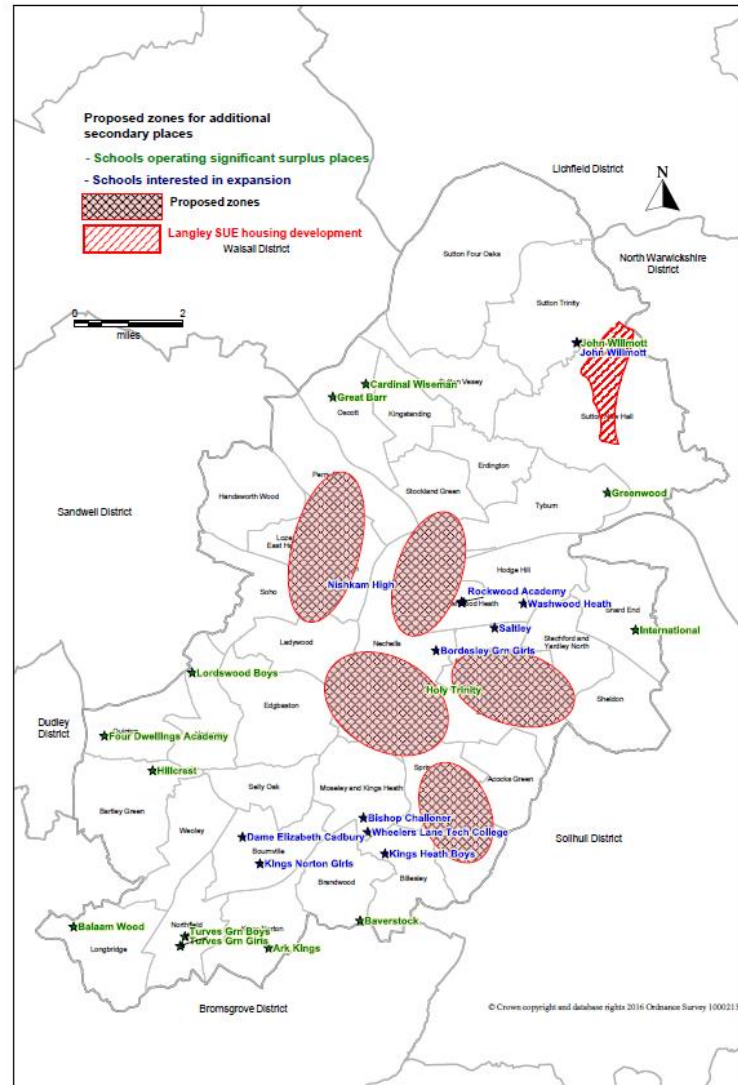 Proposed zones for additional
secondary places
- Schools operating significant surplus places
- Schools interested in expansion
Proposed zones
Langley SUE housing development
Walsall District
Lichfield District
N
North Warwickshire
District
0 2
miles
Sutton Four Oaks
Sutton Trinity
John Willmott
John Willmott
Cardinal Wiseman
Great Barr
Oscott
Kingstanding
Erdington
Stockland Green
Tyburn
Greenwood
Handsworth Wood
Sandwell District
Hodge Hill
Soho
Nishkam High
Rockwood Academy
Washwood Heath
Shard End
Saltley
International
Ladywood
Nechells
Stechford and
Yardley North
Bordesley Grn Girls
Lordswood Boys
Edgbaston
Holy Trinity
Sheldon
Dudley
District
Four Dwellings Academy
Hillcrest
Selly Oak
Moseley and Kings Heath
Acocks Green
Bartley Green
Weoley
Bishop Challoner
Solihull District
Dame Elizabeth Cadbury
Wheelers Lane Tech College
Bournville
Kings Norton Girls
Kings Heath Boys
Brandwood
Billesley
Balaam Wood
Northfield
Baverstock
Turves Grn Boys
Turves Grn Girls
Longbridge
Ark Kings
Bromsgrove District
© Crown copyright and database rights 2016 Ordnance Survey 1000213